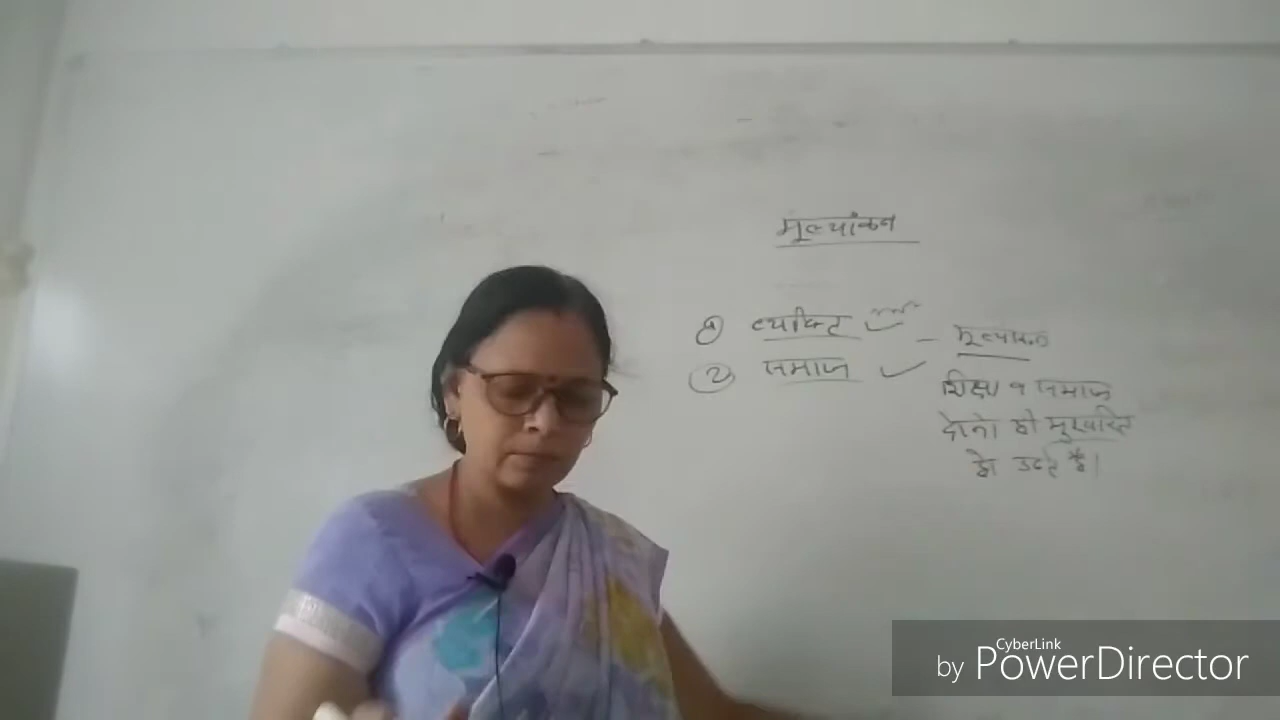 मूल्यांकन
① व्यक्ति
② समाज
- मूल्यांकन
शिक्षा व समाज
दोनो ही मुखरित
हो उठते हैं।
CyberLink
by PowerDirector